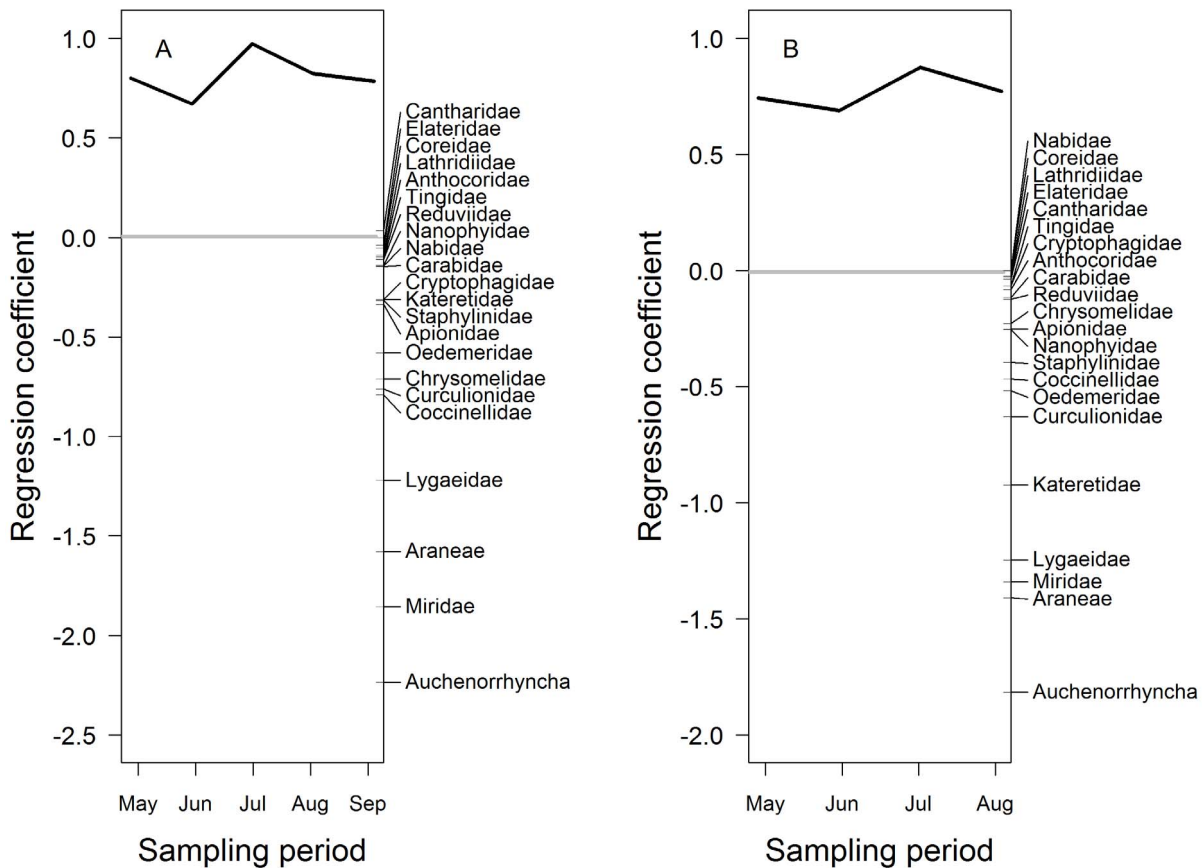 A
Regression coefficient
1.0
0.5
0.0
-0.5
-1.0
-1.5
-2.0
-2.5
Cantharidae
Elateridae
Coreidae
Lathridiidae
Anthocoridae
Tingidae
Reduviidae
Nanophyidae
Nabidae
Carabidae
Cryptophagidae
Kateretidae
Staphylinidae
Apionidae
Oedemeridae
Chrysomelidae
Curculionidae
Coccinellidae
Lygaeidae
Araneae
Miridae
Auchenorrhyncha
May Jun Jul Aug Sep
Sampling period
B
Regression coefficient
1.0
0.5
0.0
-0.5
-1.0
-1.5
-2.0
Nabidae
Coreidae
Lathridiidae
Elateridae
Cantharidae
Tingidae
Cryptophagidae
Anthocoridae
Carabidae
Reduviidae
Chrysomelidae
Apionidae
Nanophyidae
Staphylinidae
Coccinellidae
Oedemeridae
Curculionidae
Kateretidae
Lygaeidae
Miridae
Araneae
Auchenorrhyncha
May Jun Jul Aug
Sampling period